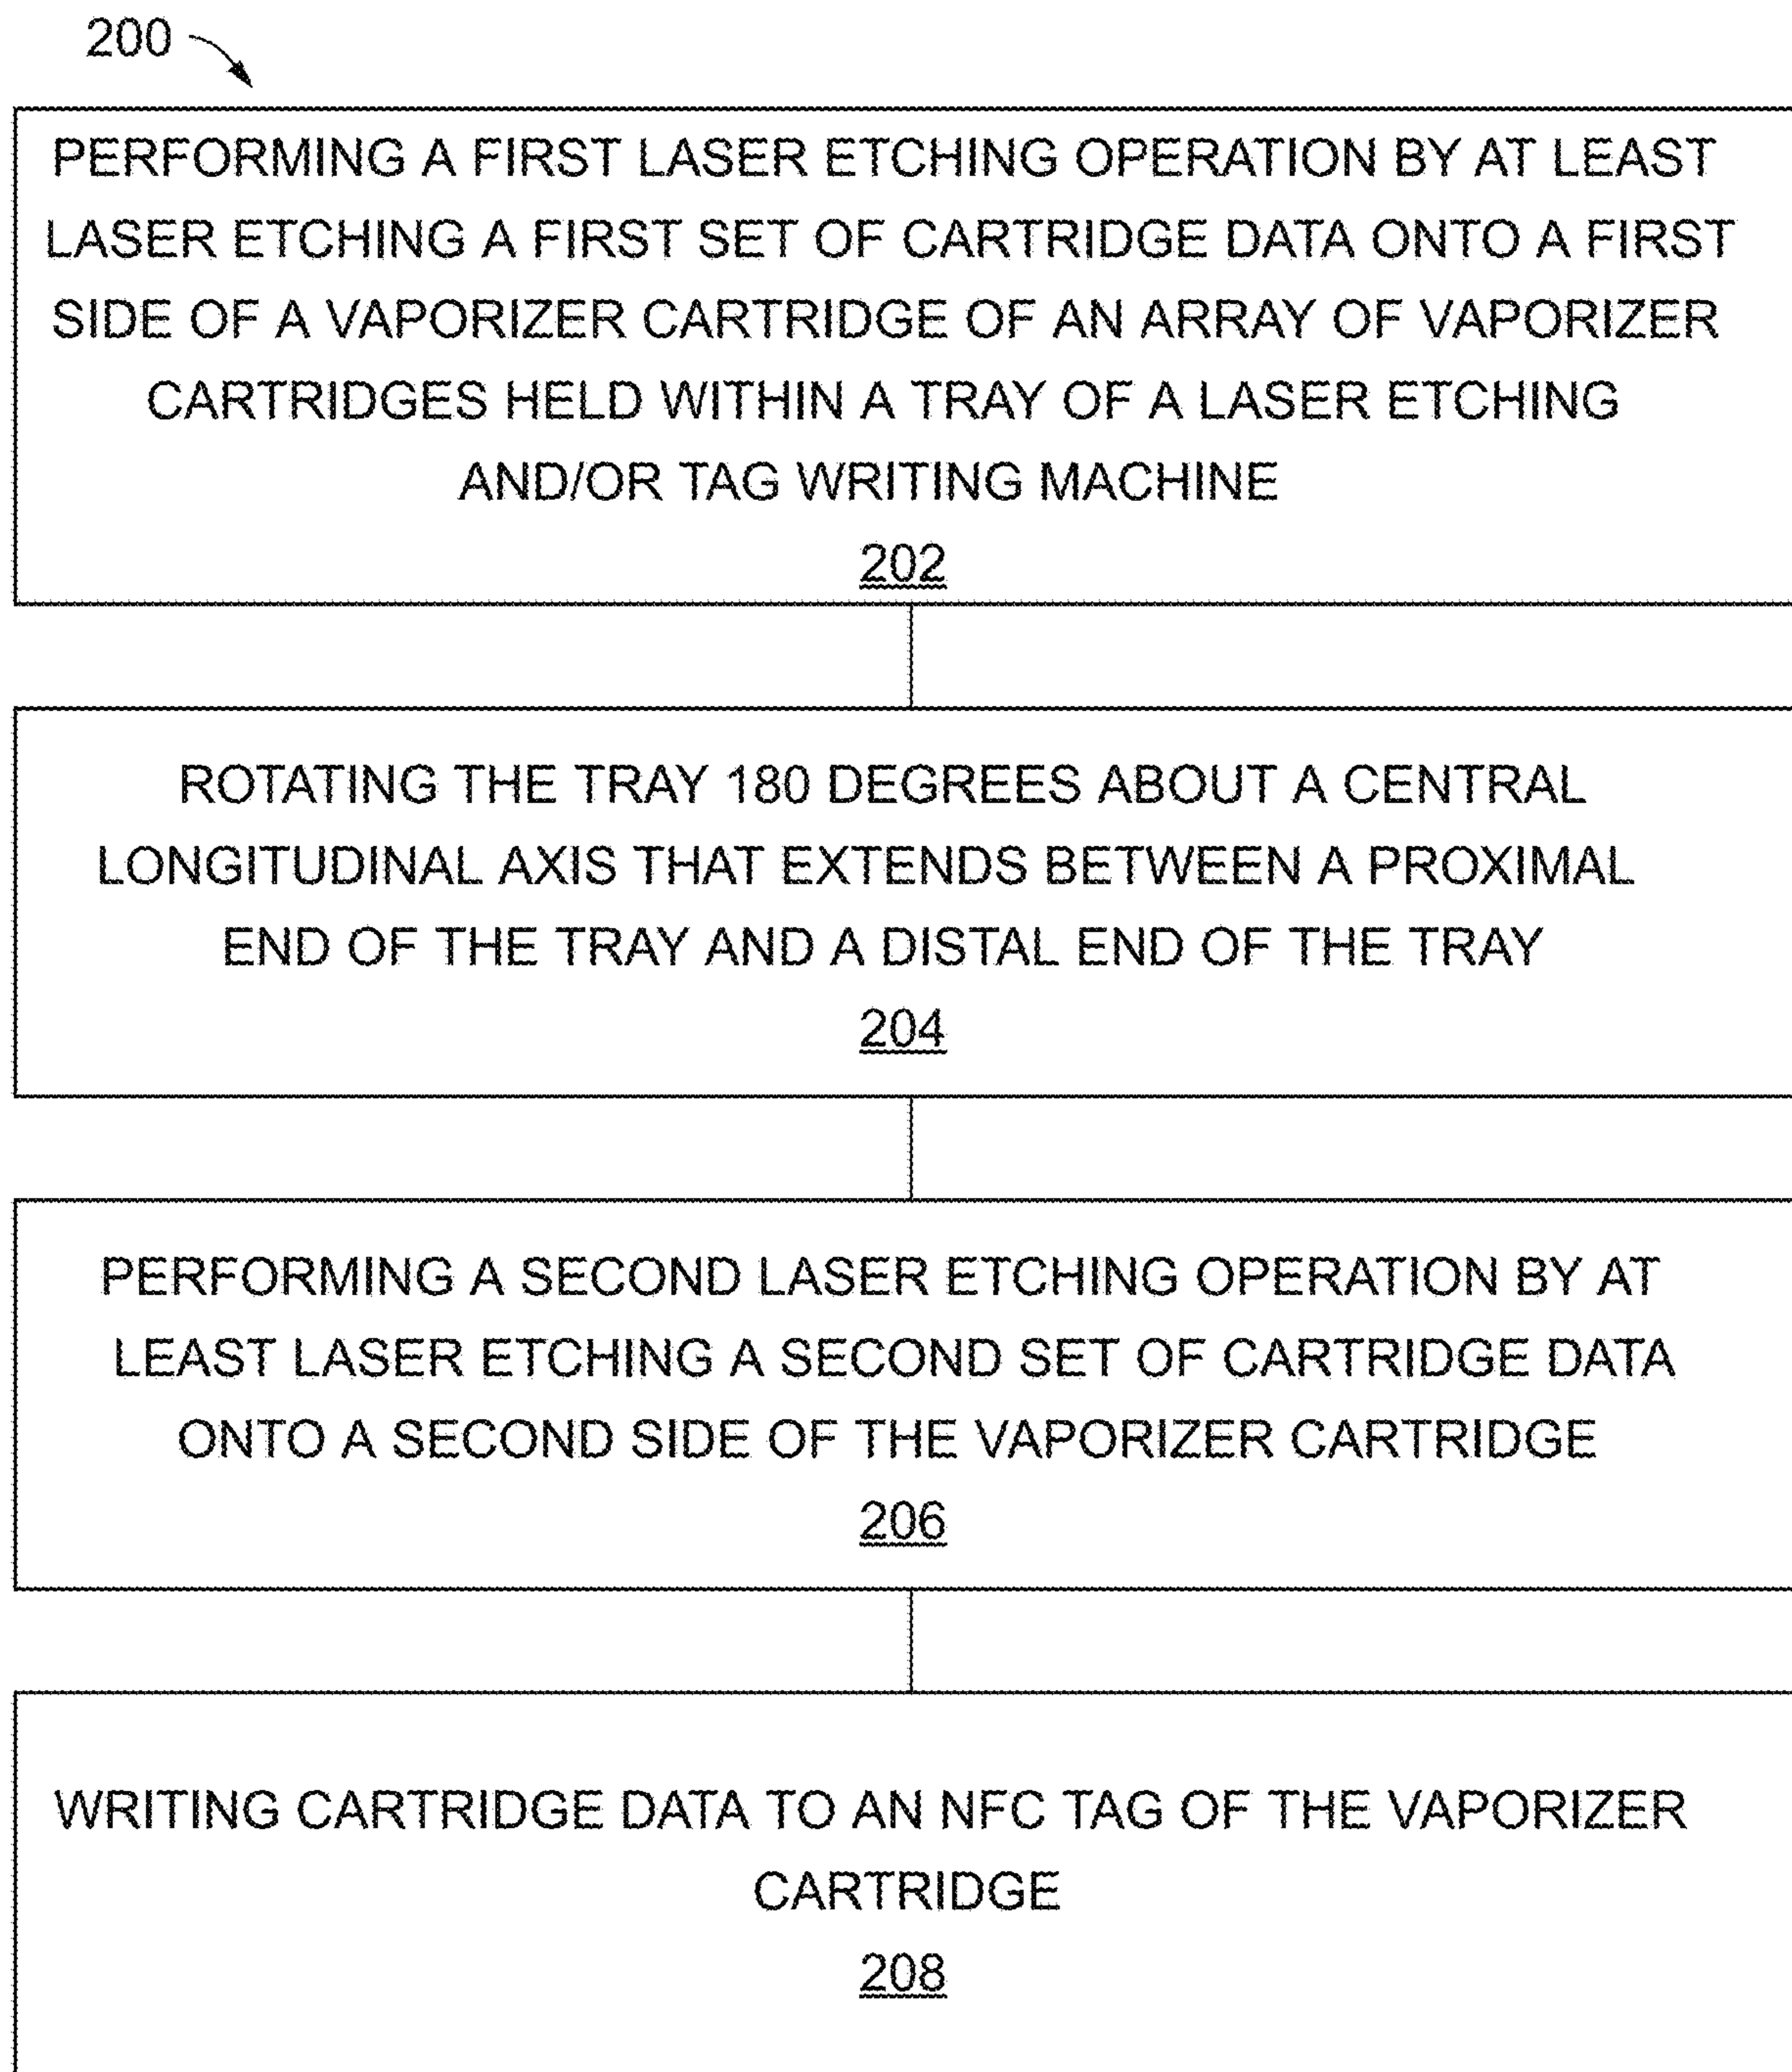 200
PERFORMING A FIRST LASER ETCHING OPERATION BY AT LEAST
LASER ETCHING A FIRST SET OF CARTRIDGE DATA ONTO A FIRST
SIDE OF A VAPORIZER CARTRIDGE OF AN ARRAY OF VAPORIZER
CARTRIDGES HELD WITHIN A TRAY OF A LASER ETCHING
AND/OR TAG WRITING MACHINE
202
ROTATING THE TRAY 180 DEGREES ABOUT A CENTRAL
LONGITUDINAL AXIS THAT EXTENDS BETWEEN A PROXIMAL
END OF THE TRAY AND A DISTAL END OF THE TRAY
204
PERFORMING A SECOND LASER ETCHING OPERATION BY AT
LEAST LASER ETCHING A SECOND SET OF CARTRIDGE DATA
ONTO A SECOND SIDE OF THE VAPORIZER CARTRIDGE
206
WRITING CARTRIDGE DATA TO AN NFC TAG OF THE VAPORIZER
CARTRIDGE
208